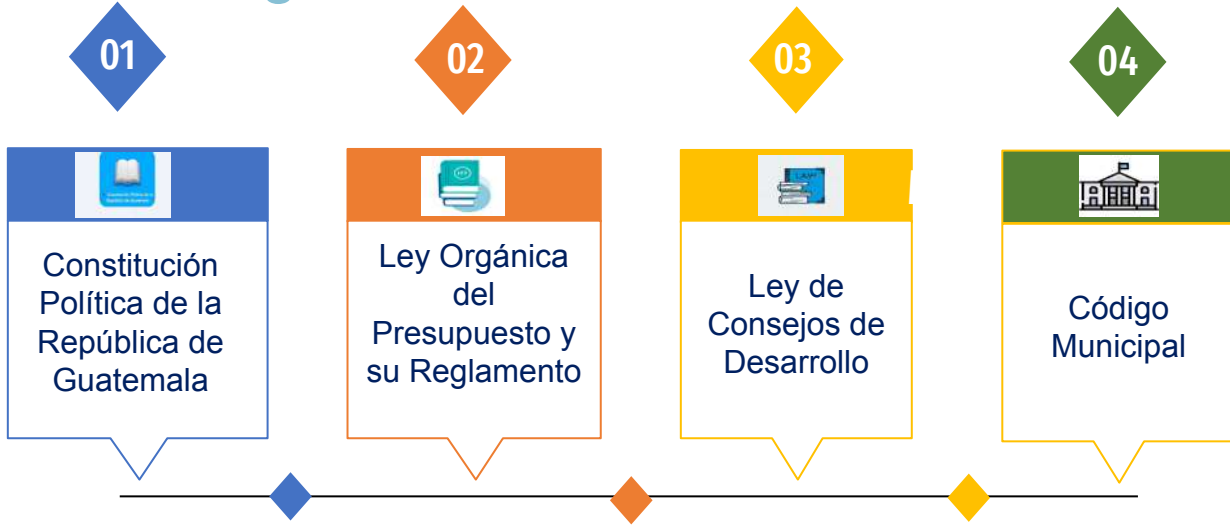 01
02
03
04
Constitución
Política de la
República de
Guatemala
Ley Orgánica
del
Presupuesto y
su Reglamento
Ley de
Consejos de
Desarrollo
Código
Municipal